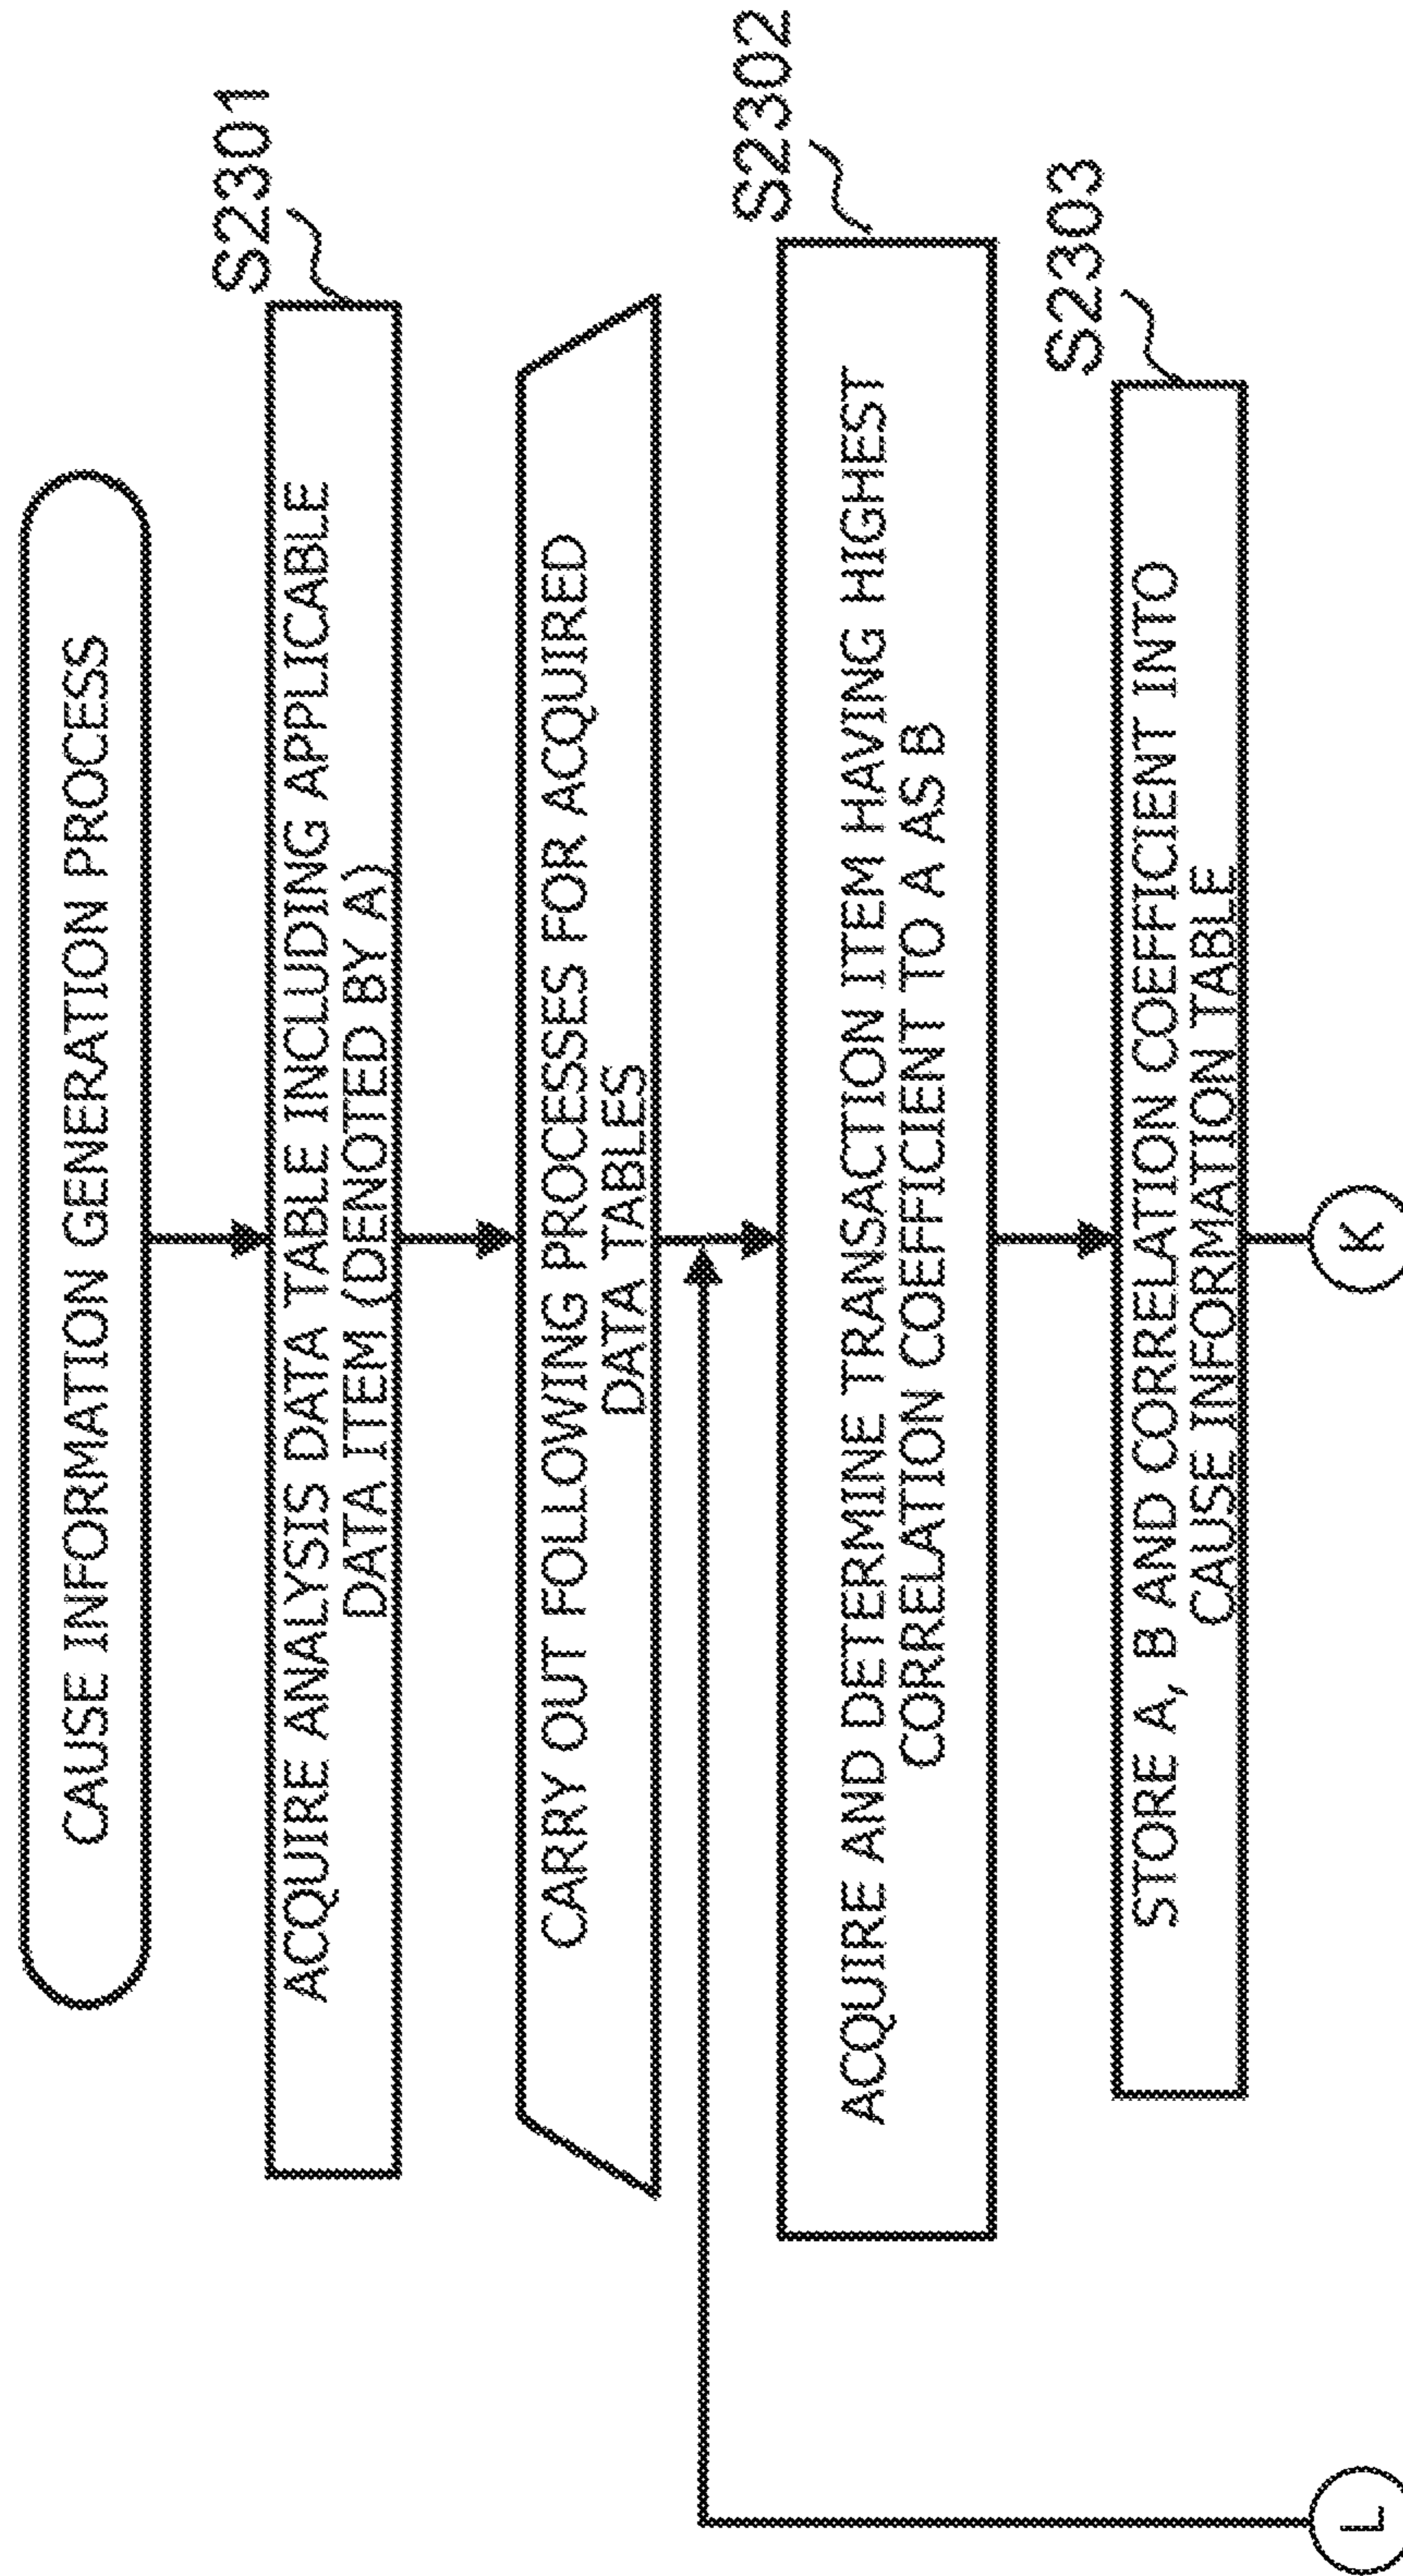 CAUSE INFORMATION GENERATION PROCESS
S2301
ACQUIRE ANALYSIS DATA TABLE INCLUDING APPLICABLE
DATA ITEM (DENOTED BY A)
CARRY OUT FOLLOWING PROCESSES FOR ACQUIRED
DATA TABLES
S2302
ACQUIRE AND DETERMINE TRANSACTION ITEM HAVING HIGHEST
CORRELATION COEFFICIENT TO A AS B
S2303
STORE A, B AND CORRELATION COEFFICIENT INTO
CAUSE INFORMATION TABLE
L
K